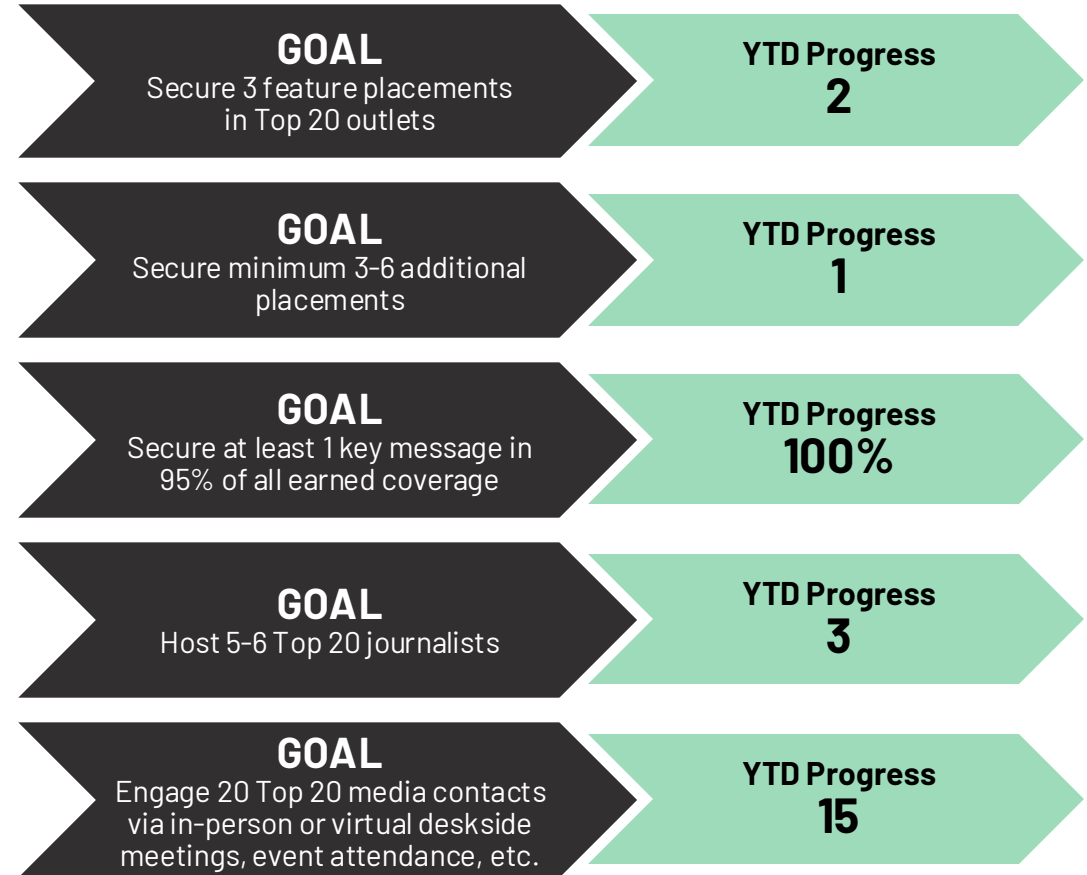 GOAL
Secure 3 feature placements
in Top 20 outlets
YTD Progress
2
GOAL
Secure minimum 3-6 additional
placements
YTD Progress
1
GOAL
Secure at least 1 key message in
95% of all earned coverage
YTD Progress
100%
GOAL
Host 5-6 Top 20 journalists
YTD Progress
3
GOAL
Engage 20 Top 20 media contacts
via in-person or virtual deskside
meetings, event attendance, etc.
YTD Progress
15